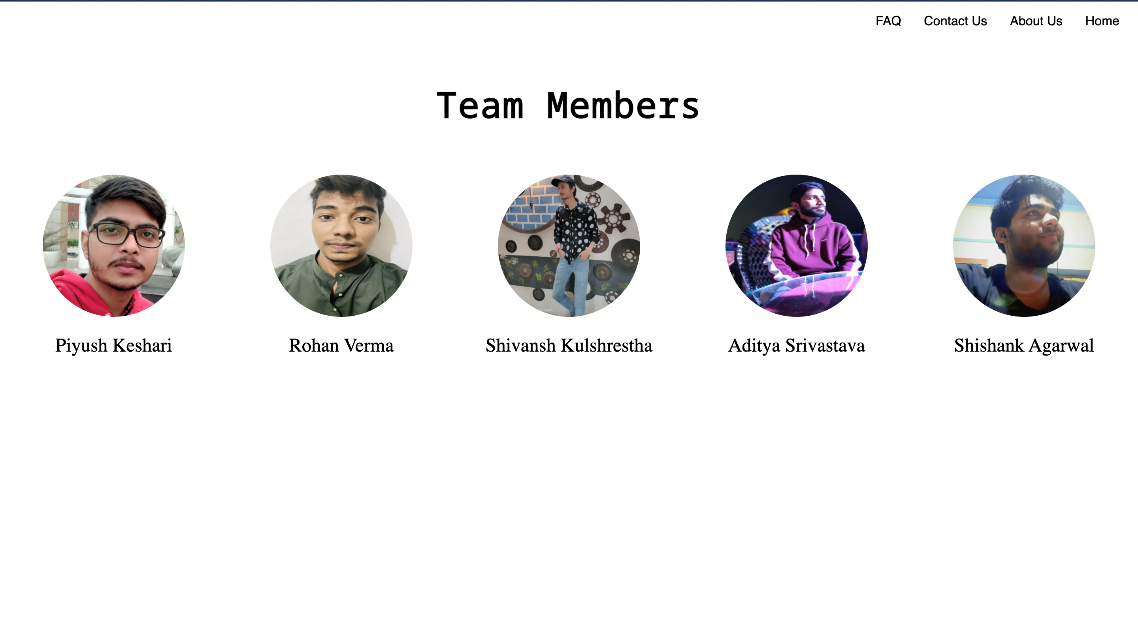 FAQ Contact Us About Us Home
Team Members
Piyush Keshari Rohan Verma Shivansh Kulshrestha Aditya Srivastava Shishank Agarwal